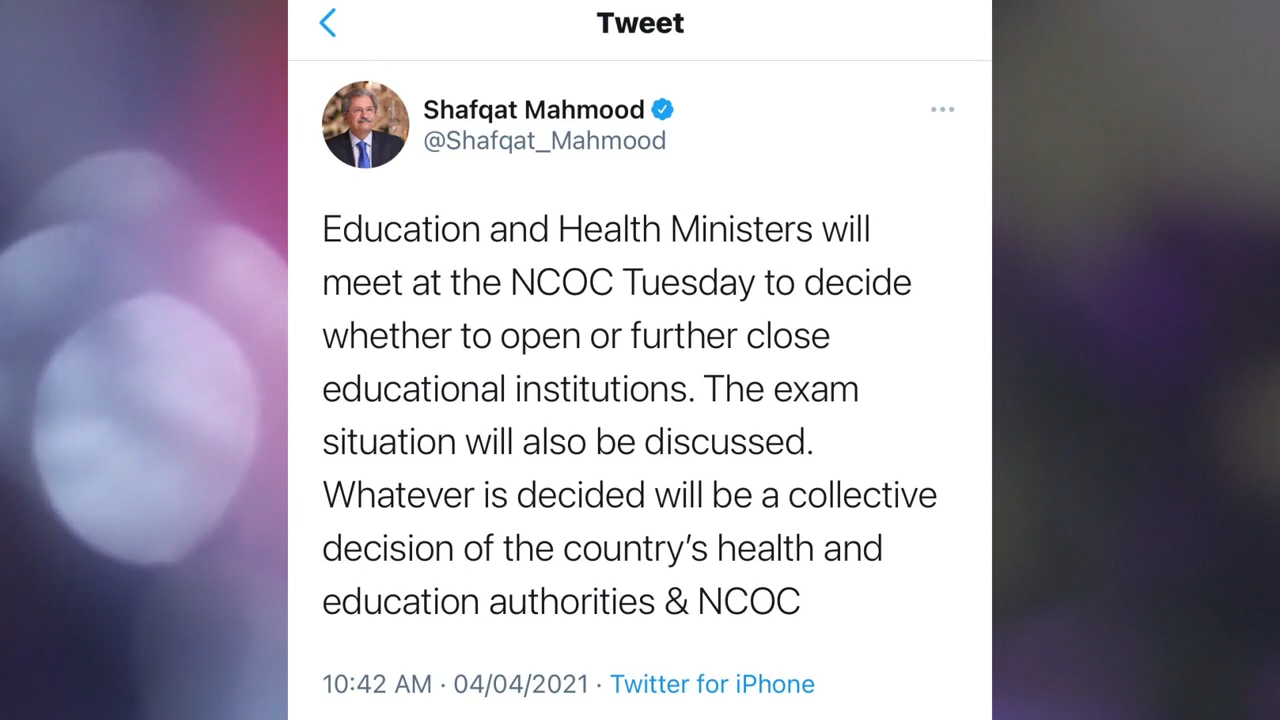 Tweet
Shafqat Mahmood
@Shafqat_Mahmood
Education and Health Ministers will
meet at the NCOC Tuesday to decide
whether to open or further close
educational institutions. The exam
situation will also be discussed.
Whatever is decided will be a collective
decision of the country’s health and
education authorities & NCOC
10:42 AM · 04/04/2021 · Twitter for iPhone